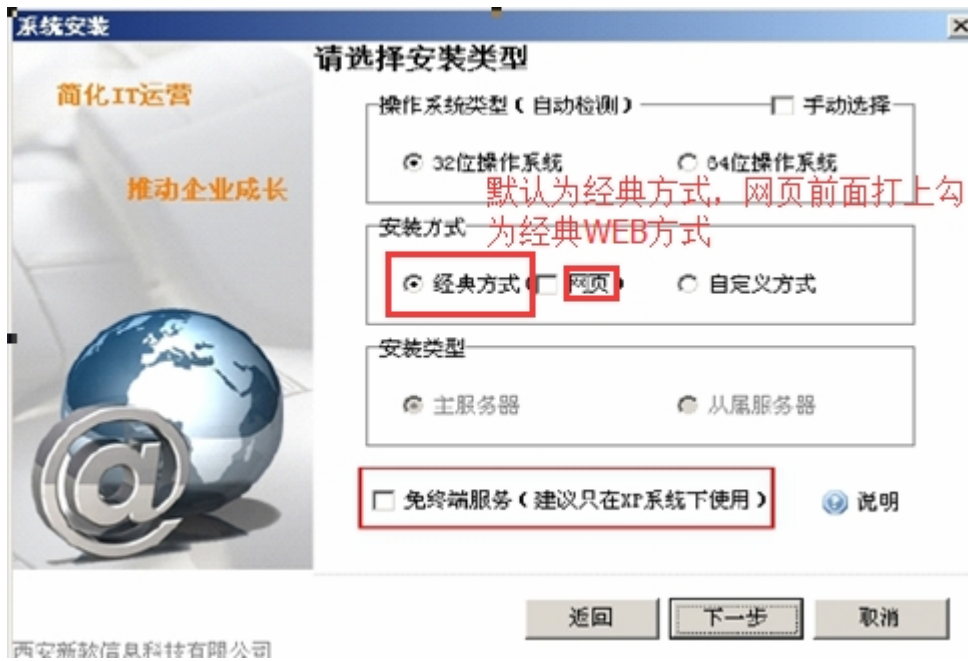 系统安装
请选择安装类型
简化IT运营
推动企业成长
操作系统类型(自动检测)
手动选择
32位操作系统
64位操作系统
默认为经典方式，网页前面打上勾
为经典WEB方式
安装方式
经典方式(网页)
自定义方式
安装类型
主服务器
从属服务器
免终端服务(建议只在XP系统下使用)
说明
返回
下一步
取消
西安新软信息科技有限公司